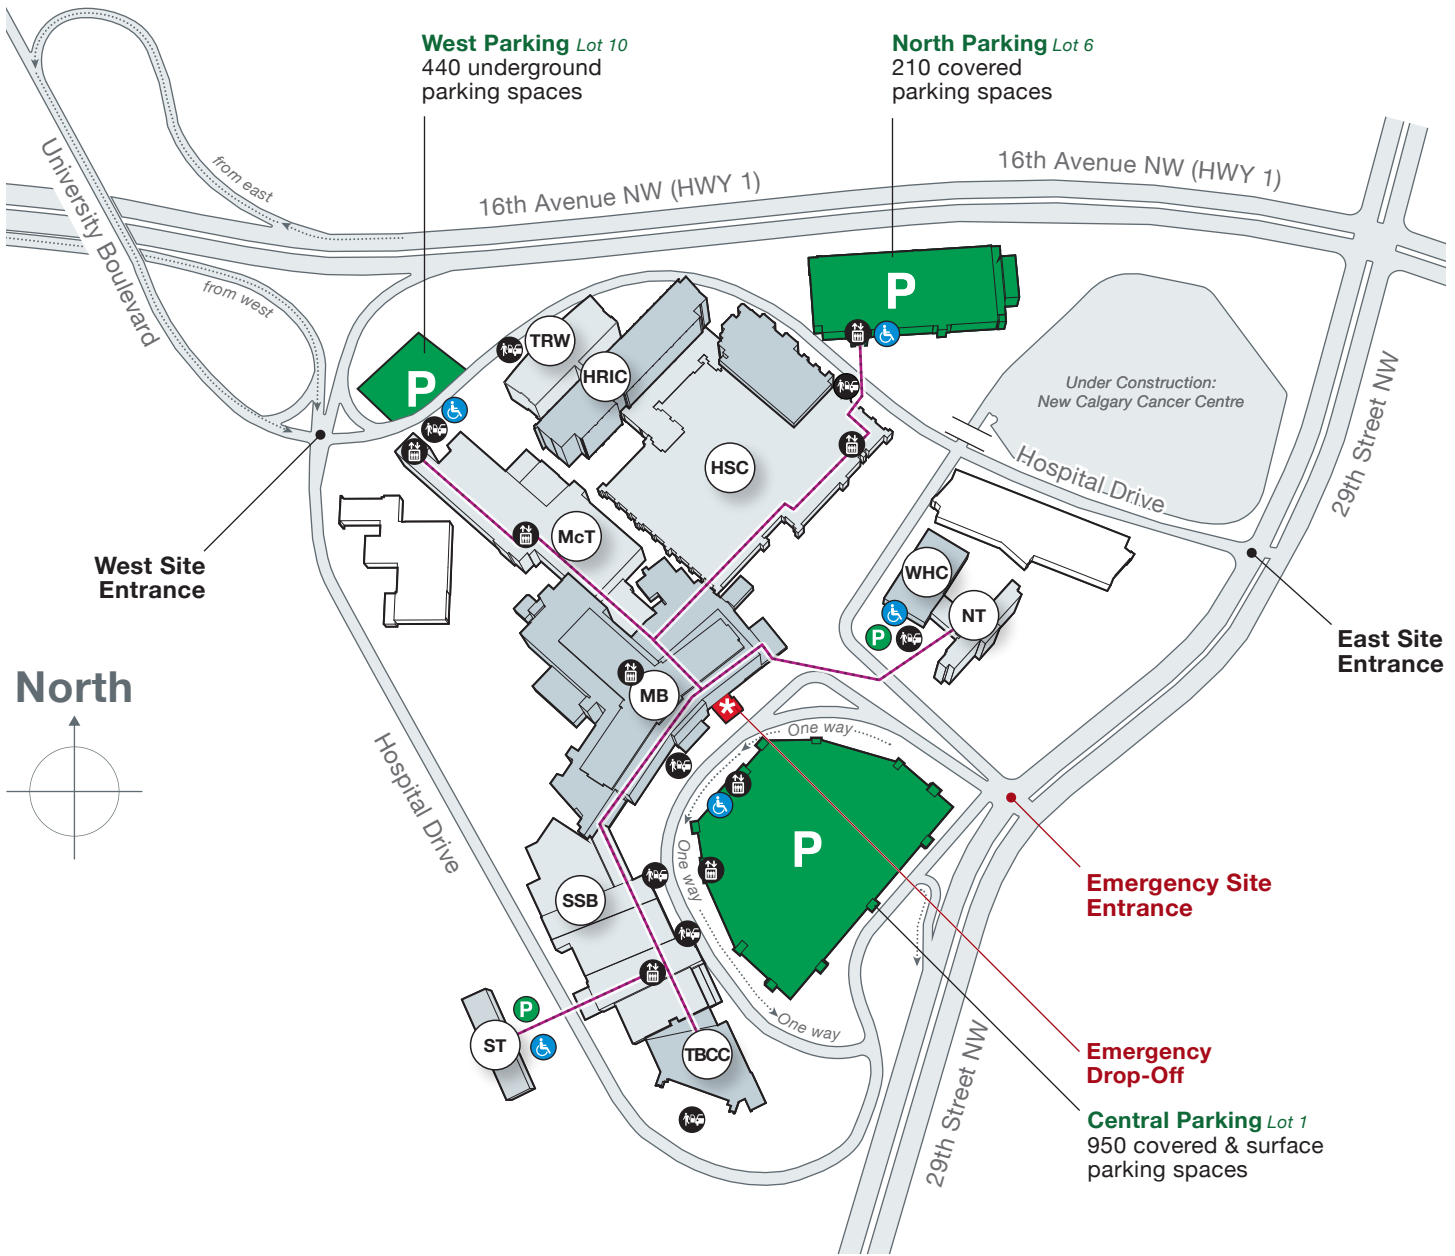 West Parking Lot 10
440 underground
parking spaces
North Parking Lot 6
210 covered
parking spaces
16th Avenue NW (HWY 1)
16th Avenue NW (HWY 1)
from east
University Boulevard
from west
P
P
TRW
HRIC
Under Construction:
New Calgary Cancer Centre
29th Street NW
HSC
Hospital Drive
McT
West Site
Entrance
WHC
NT
P
East Site
Entrance
North
MB
*
One way
Hospital Drive
P
One way
Emergency Site
Entrance
SSB
P
One way
ST
TBCC
Emergency
Drop-Off
29th Street NW
Central Parking Lot 1
950 covered & surface
parking spaces